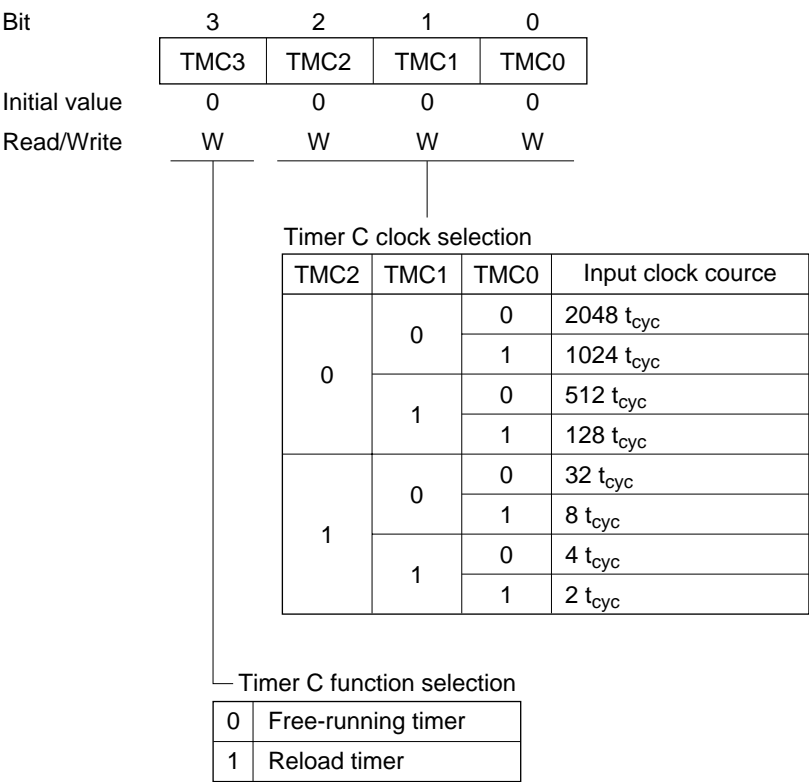 Bit 3 2 1 0
TMC3 TMC2 TMC1 TMC0
Initial value 0 0 0 0
Read/Write W W W W
Timer C clock selection
TMC2 TMC1 TMC0 Input clock cource
0 0 0 2048 tcyc
1 1024 tcyc
1 0 512 tcyc
1 128 tcyc
1 0 0 32 tcyc
1 8 tcyc
1 0 4 tcyc
1 2 tcyc
Timer C function selection
0 Free-running timer
1 Reload timer